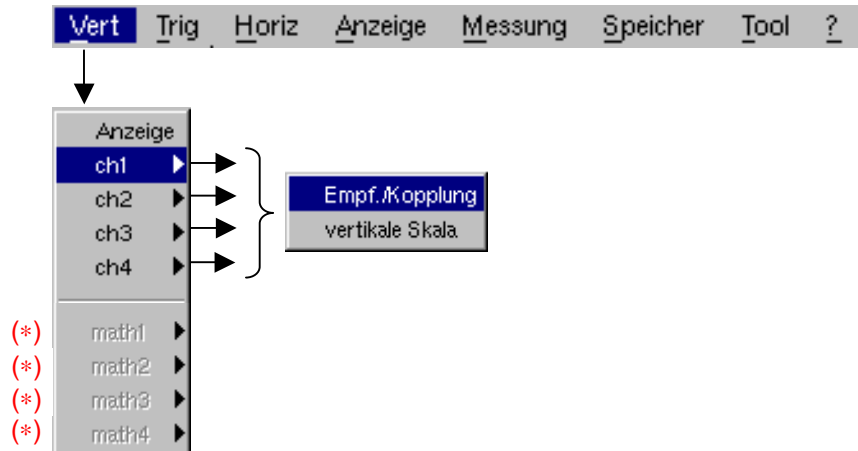 Vert Trig Horiz Anzeige Messung Speicher Tool ?
Anzeige
ch1
Empf./Kopplung
ch2
vertikale Skala
ch3
ch4
(*) math1
(*) math2
(*) math3
(*) math4